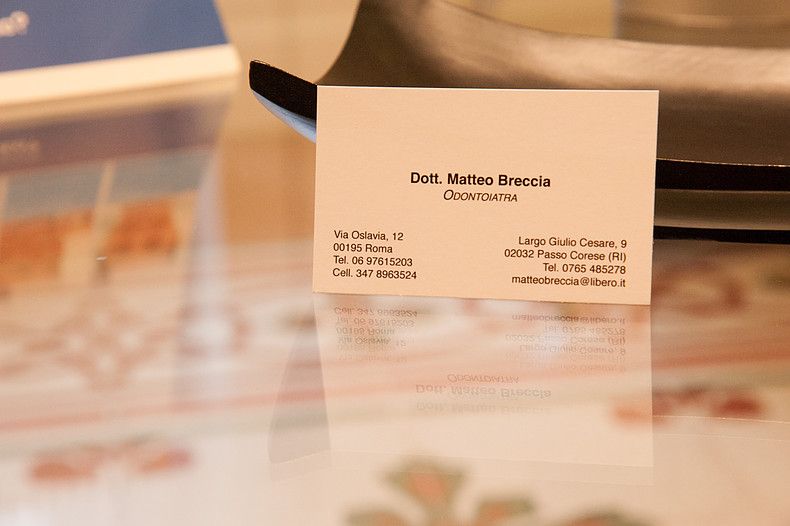 Dott. Matteo Breccia
ODONTOIATRA
Via Oslavia, 12
00195 Roma
Tel. 06 97615203
Cell. 347 8963524
Largo Giulio Cesare, 9
02032 Passo Corese (RI)
Tel. 0765 485278
matteobreccia@libero.it